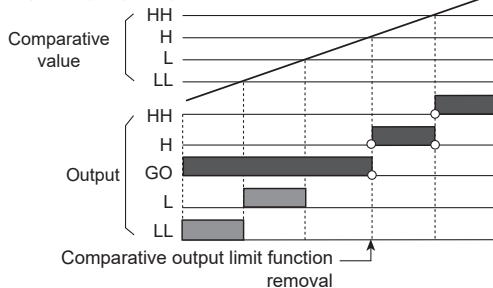 HH
H
Comparative
value
L
LL
HH
H
Output
GO
L
LL
Comparative output limit function
removal